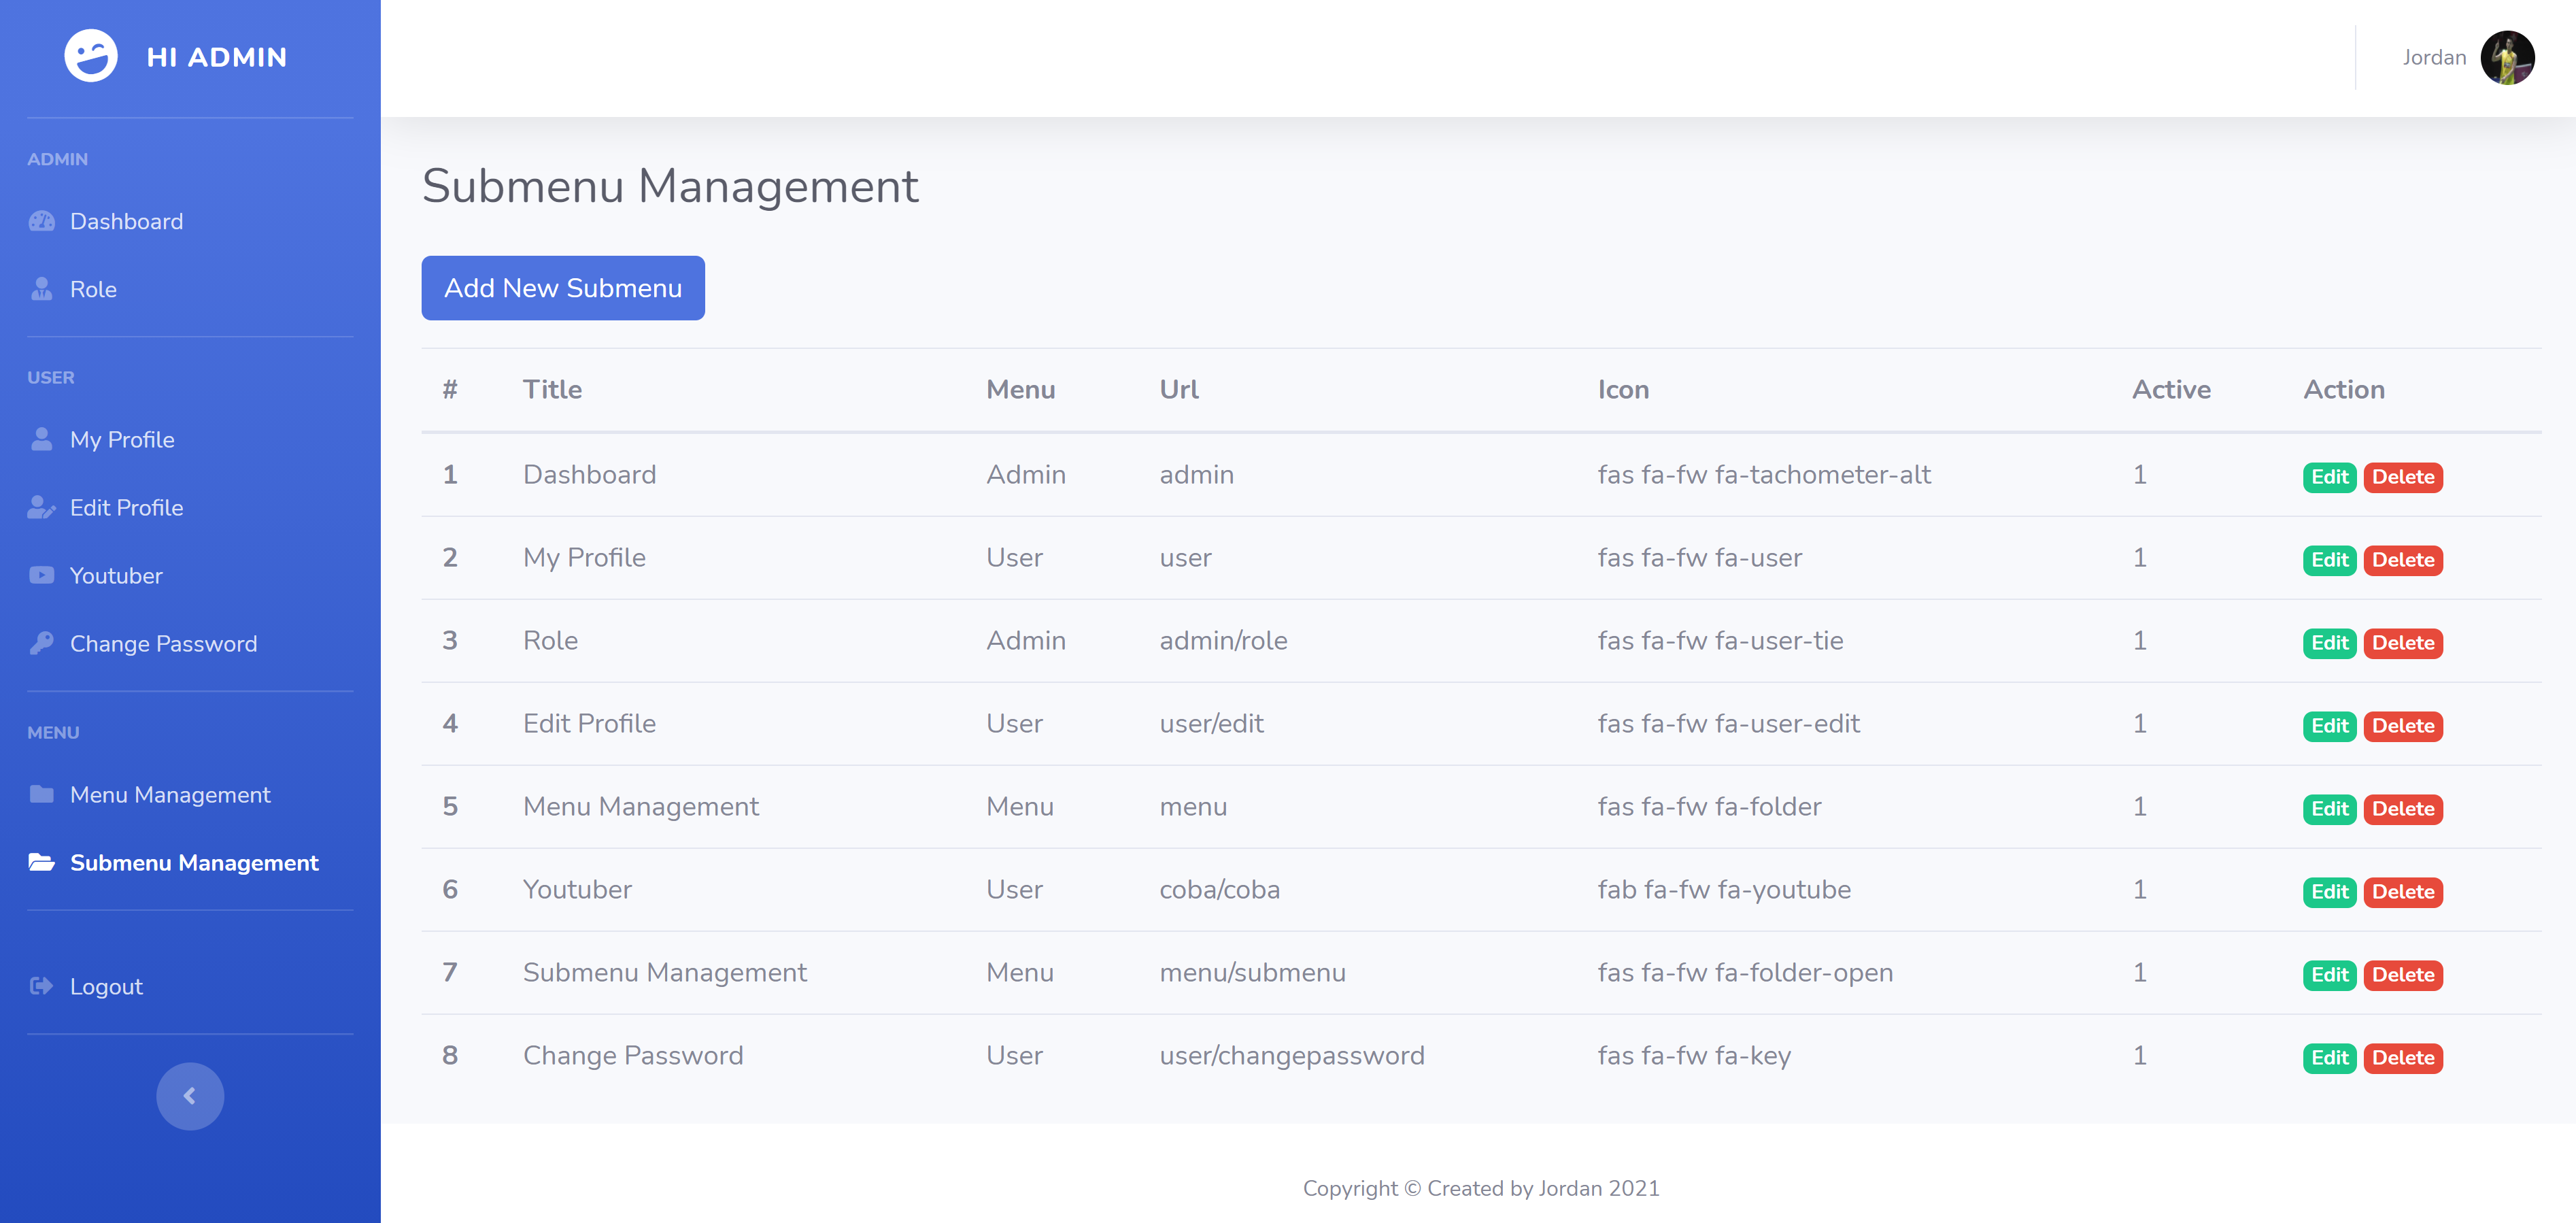 HI ADMIN
Jordan
ADMIN
Dashboard
Role
USER
My Profile
Edit Profile
Youtuber
Change Password
MENU
Menu Management
Submenu Management
Logout
Submenu Management
Add New Submenu
# Title Menu Url Icon Active Action
1 Dashboard Admin admin fas fa-fw fa-tachometer-alt 1 Edit Delete
2 My Profile User user fas fa-fw fa-user 1 Edit Delete
3 Role Admin admin/role fas fa-fw fa-user-tie 1 Edit Delete
4 Edit Profile User user/edit fas fa-fw fa-user-edit 1 Edit Delete
5 Menu Management Menu menu fas fa-fw fa-folder 1 Edit Delete
6 Youtuber User coba/coba fab fa-fw fa-youtube 1 Edit Delete
7 Submenu Management Menu menu/submenu fas fa-fw fa-folder-open 1 Edit Delete
8 Change Password User user/changepassword fas fa-fw fa-key 1 Edit Delete
Copyright © Created by Jordan 2021